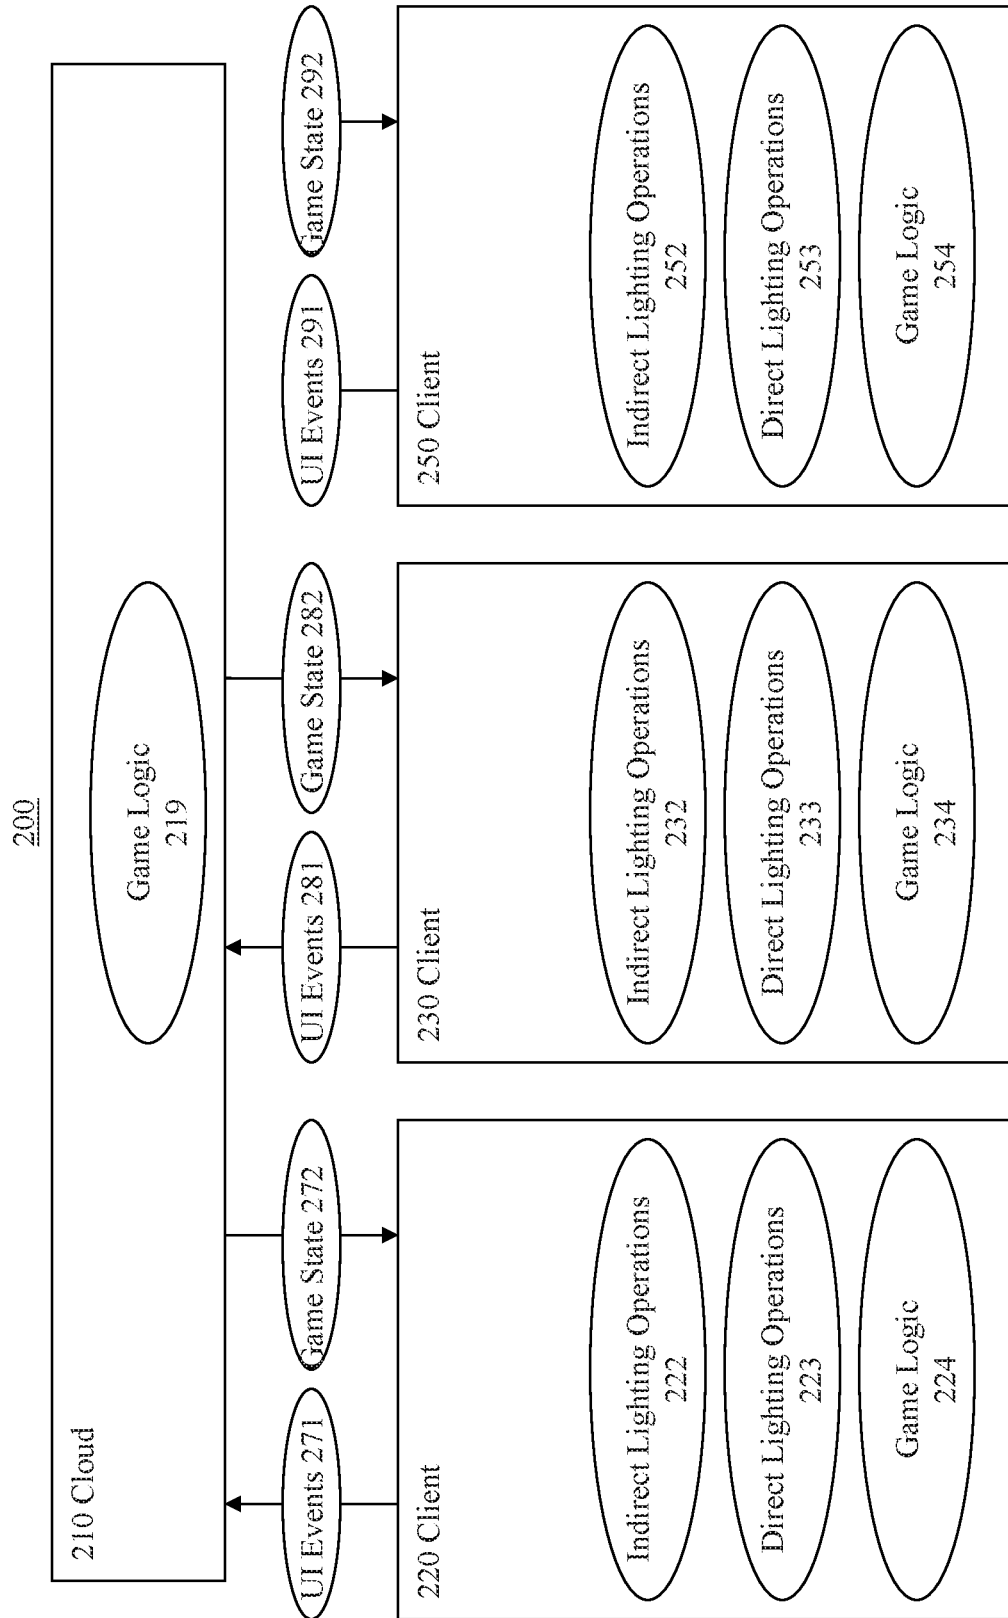 200
210 Cloud
Game Logic
219
UI Events 271
Game State 272
UI Events 281
Game State 282
UI Events 291
Game State 292
220 Client
Indirect Lighting Operations
222
Direct Lighting Operations
223
Game Logic
224
230 Client
Indirect Lighting Operations
232
Direct Lighting Operations
233
Game Logic
234
250 Client
Indirect Lighting Operations
252
Direct Lighting Operations
253
Game Logic
254